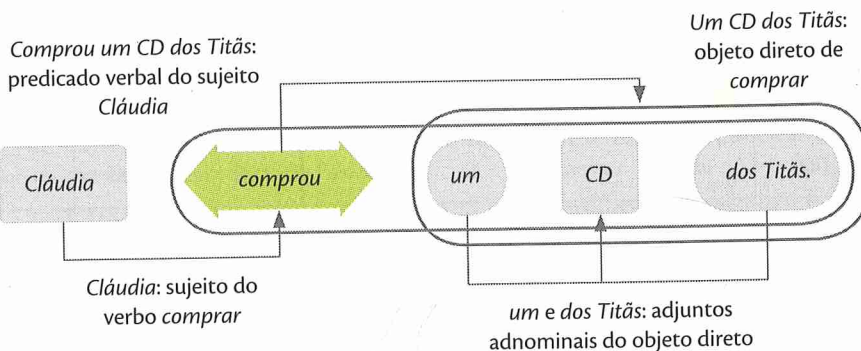 Comprou um CD dos Titãs:
predicado verbal do sujeito
Cláudia
Um CD dos Titãs:
objeto direto de
comprar
Cláudia
comprou
um
CD
dos Titãs.
Cláudia: sujeito do
verbo comprar
um e dos Titãs: adjuntos
adnominais do objeto direto